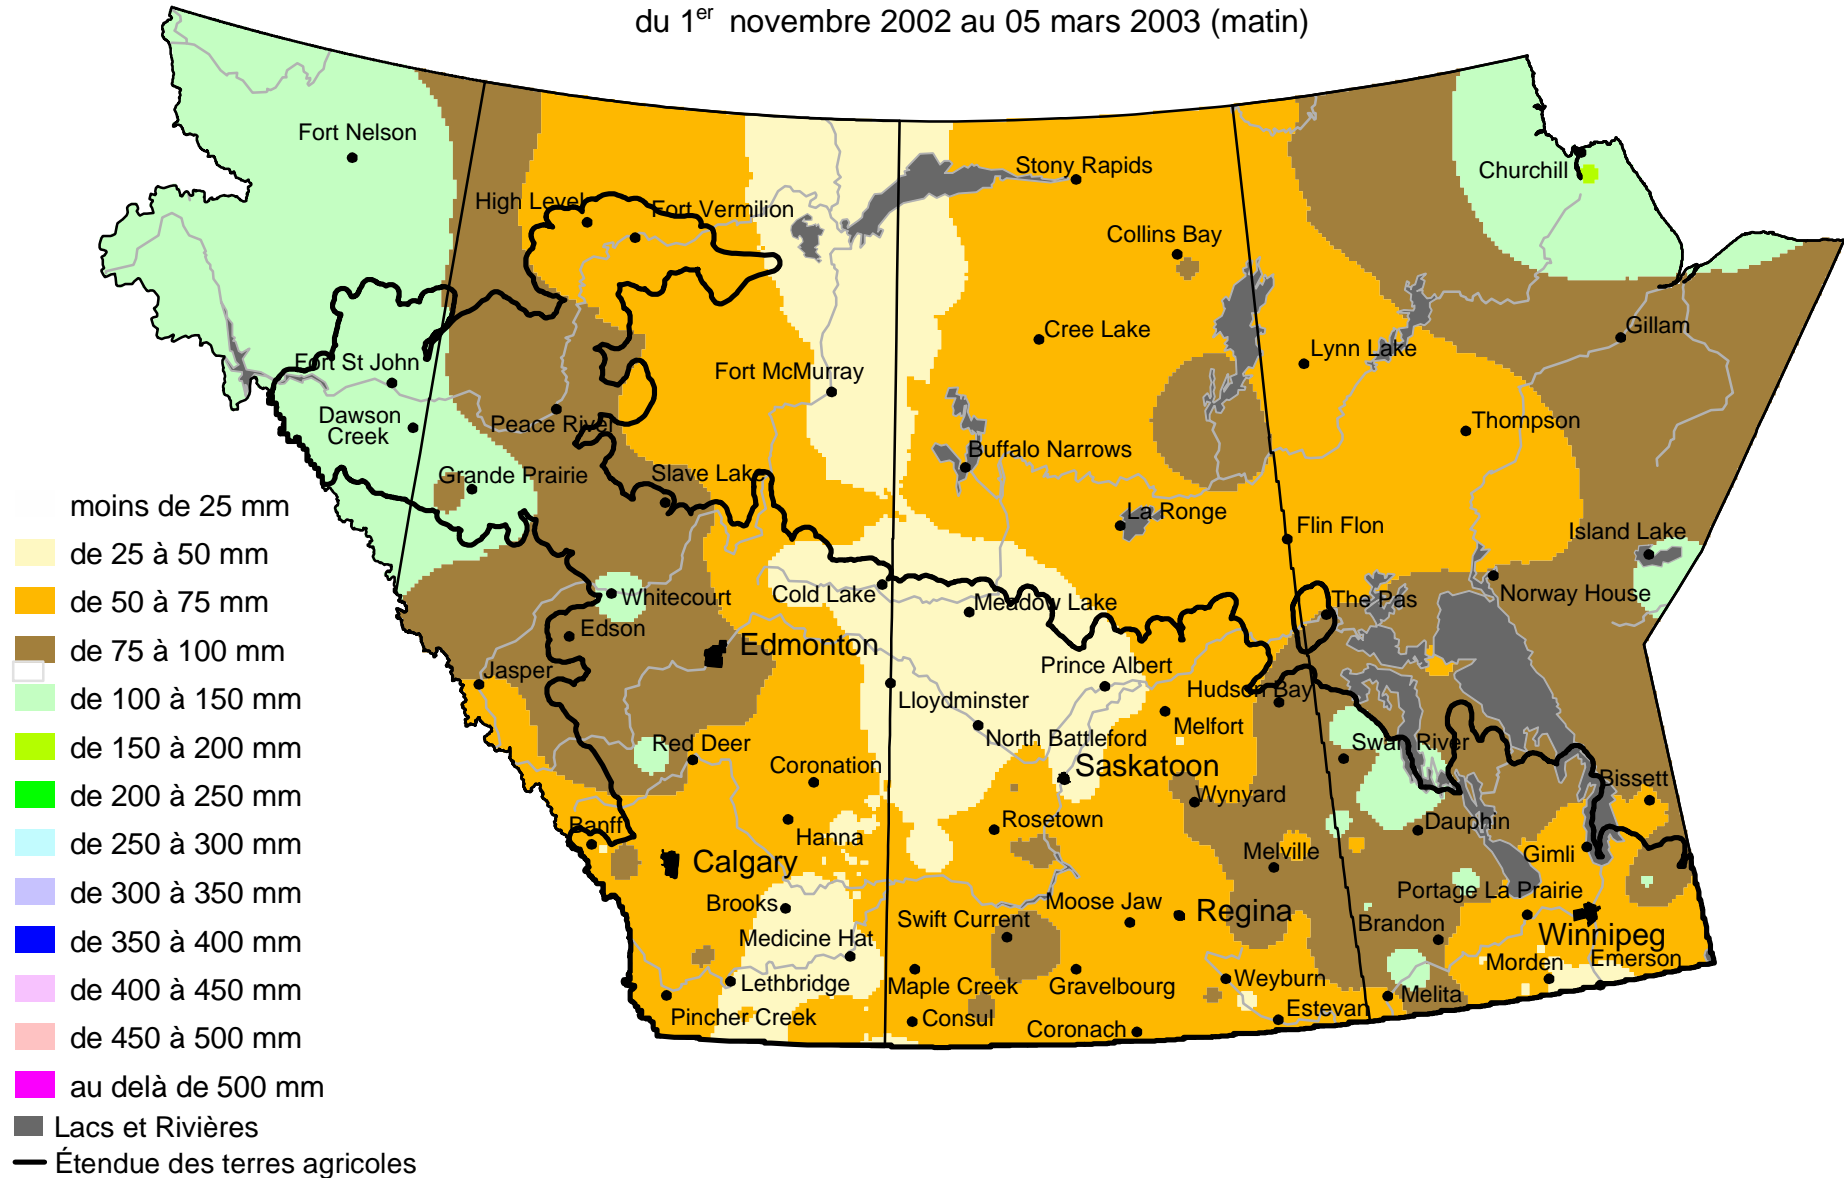 du 1er novembre 2002 au 05 mars 2003 (matin)
Fort Nelson
Churchill
Stony Rapids
High Level
Fort Vermilion
Collins Bay
Gillam
Cree Lake
Lynn Lake
Fort St John
Fort McMurray
Dawson
Creek
Peace River
Thompson
Buffalo Narrows
Grande Prairie
Slave Lake
La Ronge
Flin Flon
Island Lake
Cold Lake
Meadow Lake
Whitecourt
The Pas
Norway House
Edson
Edmonton
Prince Albert
Jasper
Hudson Bay
Lloydminster
Melfort
North Battleford
Red Deer
Swan River
Coronation
Saskatoon
Bissett
Wynyard
Banff
Hanna
Rosetown
Dauphin
Calgary
Melville
Gimli
Portage La Prairie
Brooks
Moose Jaw
Regina
Swift Current
Brandon
Medicine Hat
Winnipeg
Morden
Emerson
Lethbridge
Maple Creek
Gravelbourg
Weyburn
Melita
Pincher Creek
Consul
Coronach
Estevan
moins de 25 mm
de 25 à 50 mm
de 50 à 75 mm
de 75 à 100 mm
de 100 à 150 mm
de 150 à 200 mm
de 200 à 250 mm
de 250 à 300 mm
de 300 à 350 mm
de 350 à 400 mm
de 400 à 450 mm
de 450 à 500 mm
au delà de 500 mm
Lacs et Rivières
Étendue des terres agricoles